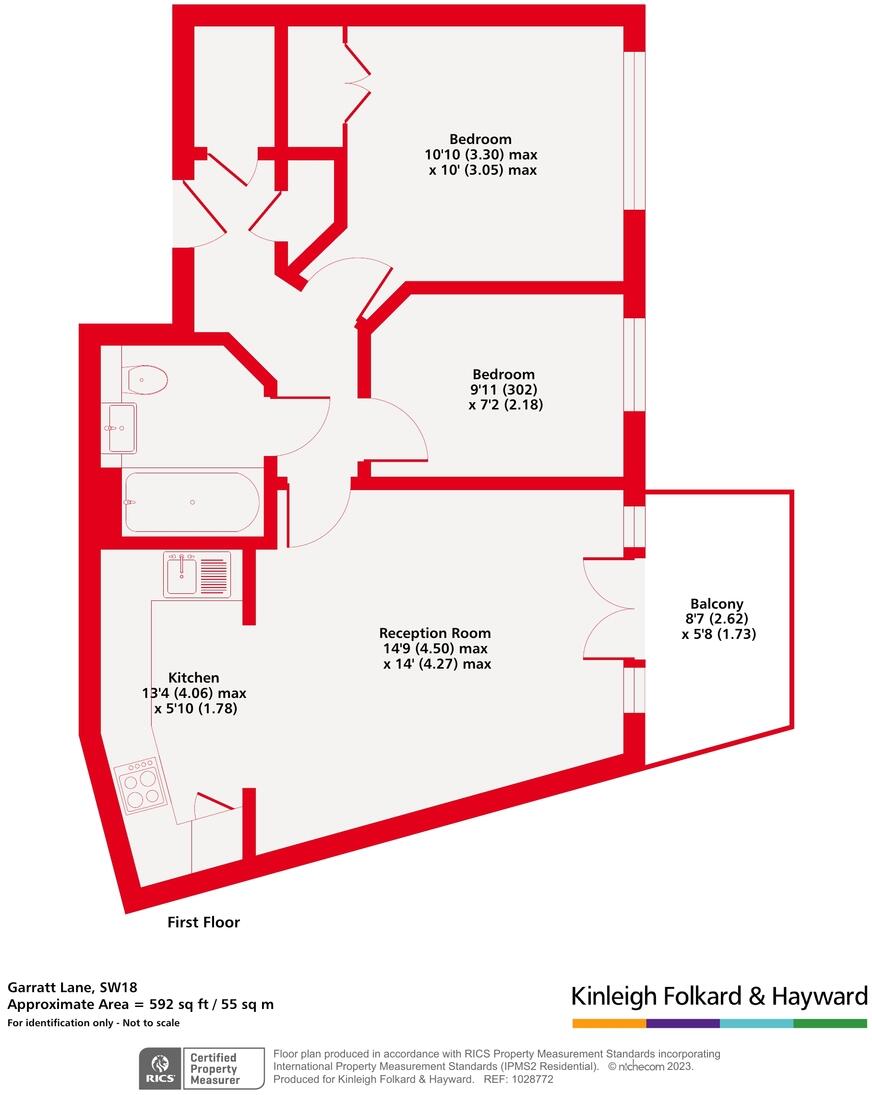 Bedroom
10'10 (3.30) max
x 10' (3.05) max
Bedroom
9'11 (302)
x 7'2 (2.18)
Balcony
8'7 (2.62)
x 5'8 (1.73)
Reception Room
14'9 (4.50) max
x 14' (4.27) max
Kitchen
13'4 (4.06) max
x 5'10 (1.78)
First Floor
Garratt Lane, SW18
Approximate Area = 592 sq ft / 55 sq m
For identification only - Not to scale
Kinleigh Folkard & Hayward
RICS
Certified
Property
Measurer
Floor plan produced in accordance with RICS Property Measurement Standards incorporating
International Property Measurement Standards (IPMS2 Residential). © nichecom 2023.
Produced for Kinleigh Folkard & Hayward. REF: 1028772